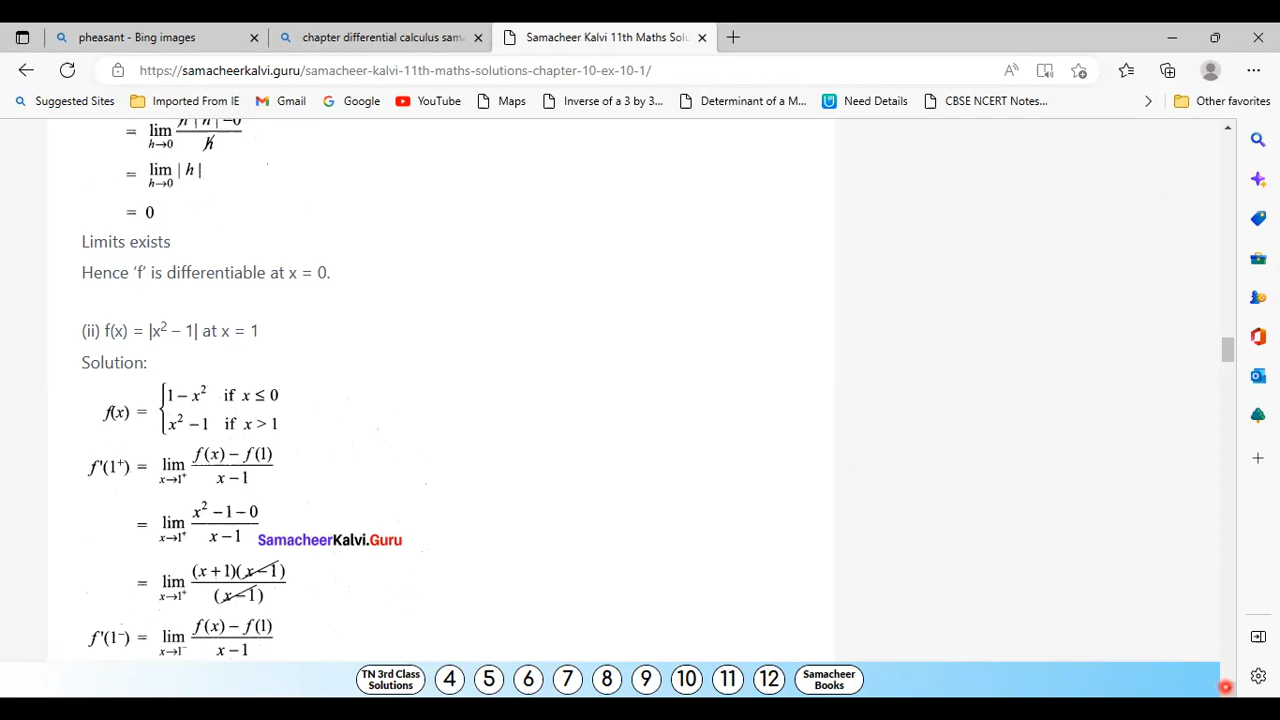 pheasant - Bing images
chapter differential calculus sama
Samacheer Kalvi 11th Maths Solu
https://samacheerkalvi.guru/samacheer-kalvi-11th-maths-solutions-chapter-10-ex-10-1/
Suggested Sites
Imported From IE
Gmail
Google
YouTube
Maps
Inverse of a 3 by 3...
Determinant of a M...
Need Details
CBSE NCERT Notes...
Other favorites
= lim h→0 h | h | −0 / h
= lim h→0 | h |
= 0
Limits exists
Hence ‘f’ is differentiable at x = 0.
(ii) f(x) = |x² – 1| at x = 1
Solution:
f(x) = { 1 − x² if x ≤ 0
x² − 1 if x > 1
f'(1⁺) = lim x→1⁺ f(x) − f(1) / x − 1
= lim x→1⁺ x² − 1 − 0 / x − 1
SamacheerKalvi.Guru
= lim x→1⁺ (x + 1)(x − 1) / (x − 1)
f'(1⁻) = lim x→1⁻ f(x) − f(1) / x − 1
TN 3rd Class
Solutions
4 5 6 7 8 9 10 11 12
Samacheer
Books